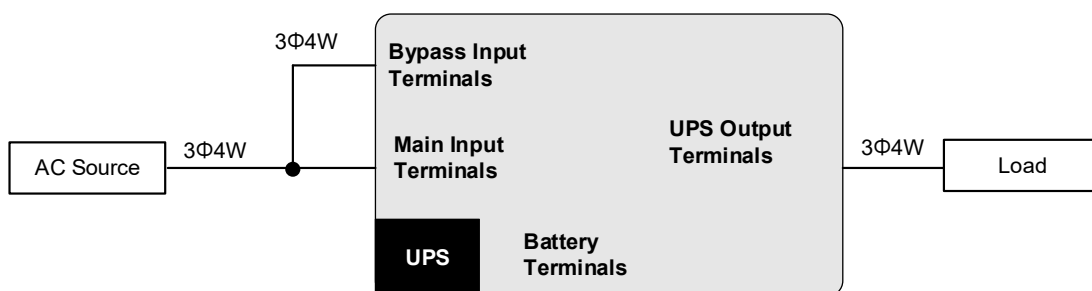 3Φ4W
Bypass Input
Terminals
AC Source
3Φ4W
Main Input
Terminals
UPS Output
Terminals
3Φ4W
Load
UPS
Battery
Terminals